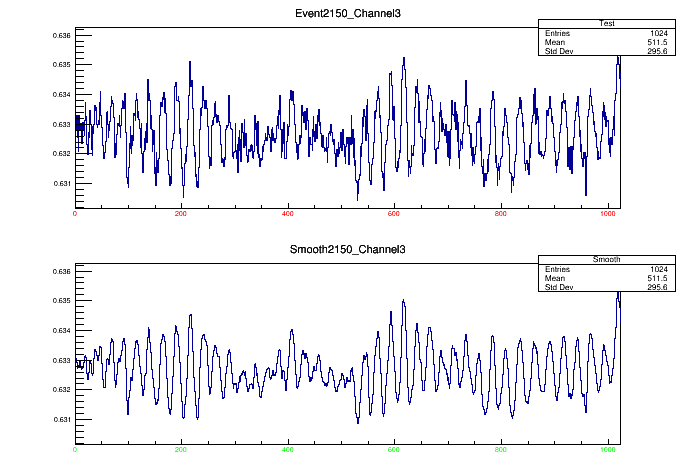 Event2150_Channel3
Test
Entries 1024
Mean 511.5
Std Dev 295.6
0.636
0.635
0.634
0.633
0.632
0.631
0 200 400 600 800 1000
Smooth2150_Channel3
Smooth
Entries 1024
Mean 511.5
Std Dev 295.6
0.636
0.635
0.634
0.633
0.632
0.631
0 200 400 600 800 1000